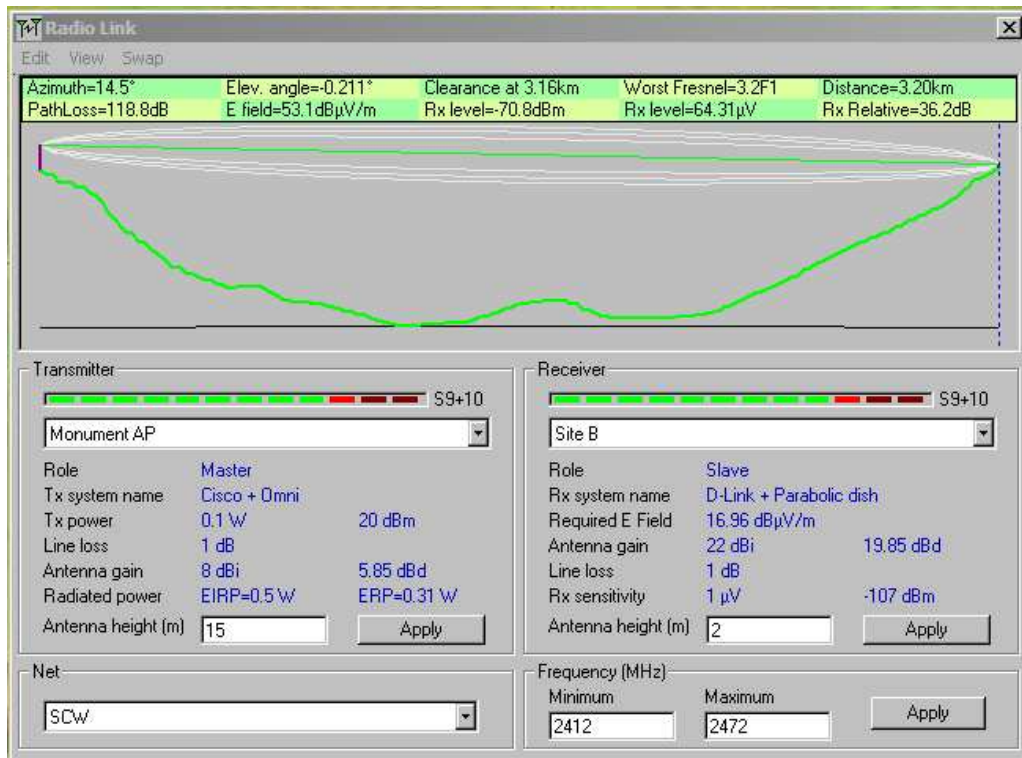 Radio Link
Edit View Swap
Azimuth=14.5° Elev. angle=-0.211° Clearance at 3.16km Worst Fresnel=3.2F1 Distance=3.20km
PathLoss=118.8dB E field=53.1dBµV/m Rx level=-70.8dBm Rx level=64.31µV Rx Relative=36.2dB
Transmitter
S9+10
Monument AP
Role Master
Tx system name Cisco + Omni
Tx power 0.1 W 20 dBm
Line loss 1 dB
Antenna gain 8 dBi 5.85 dBd
Radiated power EIRP=0.5 W ERP=0.31 W
Antenna height (m) 15 Apply
Receiver
S9+10
Site B
Role Slave
Rx system name D-Link + Parabolic dish
Required E Field 16.96 dBµV/m
Antenna gain 22 dBi 19.85 dBd
Line loss 1 dB
Rx sensitivity 1 µV -107 dBm
Antenna height (m) 2 Apply
Net
SCW
Frequency (MHz)
Minimum Maximum
2412 2472 Apply